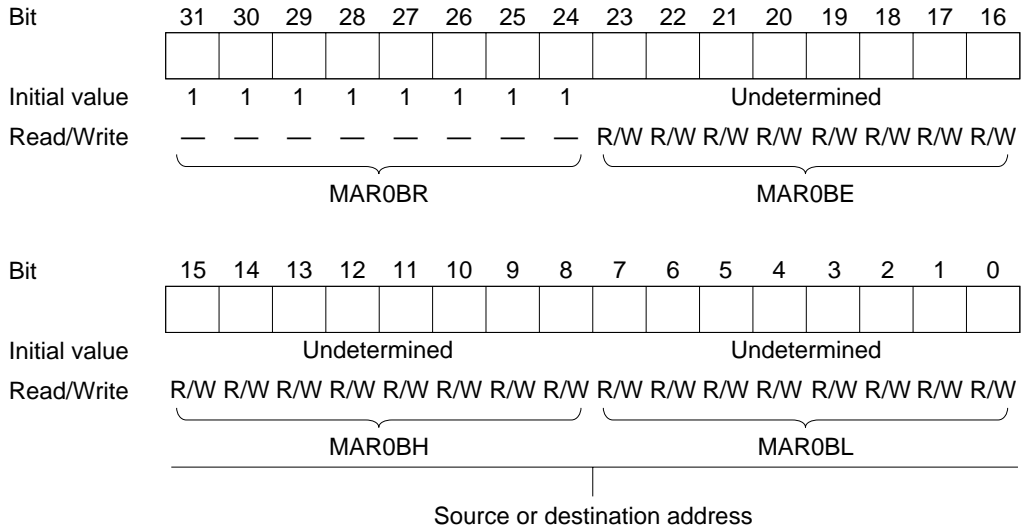 Bit 31 30 29 28 27 26 25 24 23 22 21 20 19 18 17 16
Initial value 1 1 1 1 1 1 1 1 Undetermined
Read/Write — — — — — — — — R/W R/W R/W R/W R/W R/W R/W R/W
MAR0BR MAR0BE
Bit 15 14 13 12 11 10 9 8 7 6 5 4 3 2 1 0
Initial value Undetermined Undetermined
Read/Write R/W R/W R/W R/W R/W R/W R/W R/W R/W R/W R/W R/W R/W R/W R/W R/W
MAR0BH MAR0BL
Source or destination address